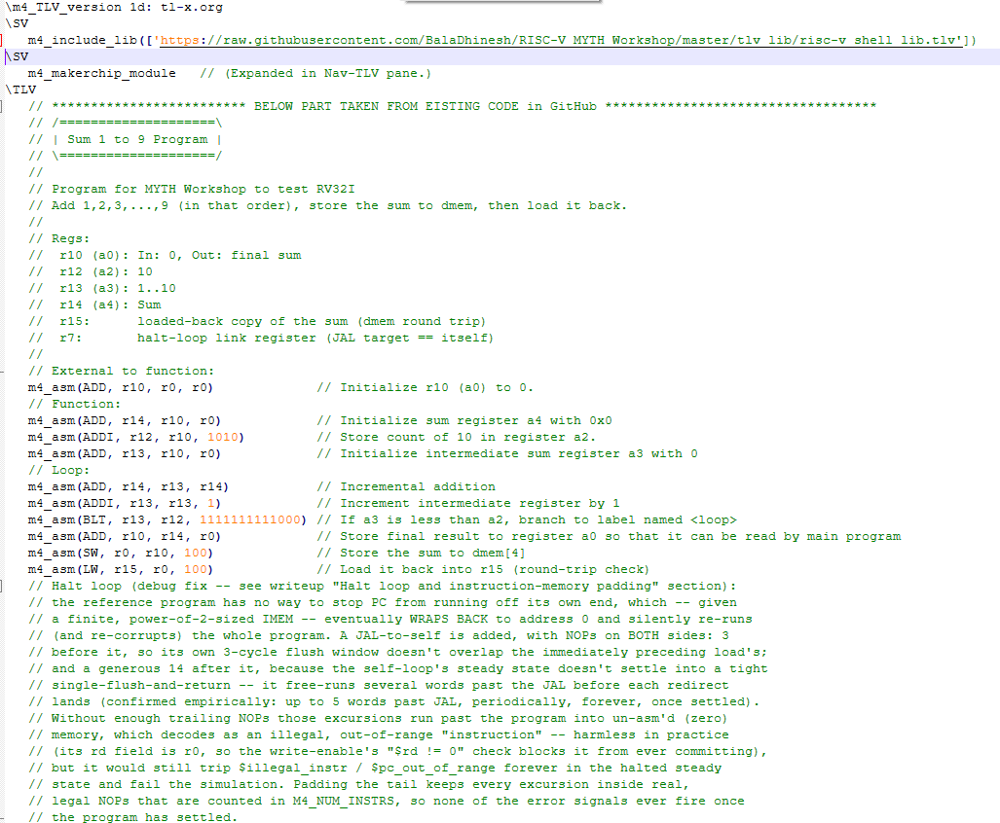 \m4_TLV_version 1d: tl-x.org
\SV
   m4_include_lib(['https://raw.githubusercontent.com/BalaDhinesh/RISC-V_MYTH_Workshop/master/tlv_lib/risc-v_shell_lib.tlv'])
\SV
   m4_makerchip_module   // (Expanded in Nav-TLV pane.)
\TLV
   // ************************* BELOW PART TAKEN FROM EISTING CODE in GitHub ***********************************
   // /====================\
   // | Sum 1 to 9 Program |
   // \====================/
   //
   // Program for MYTH Workshop to test RV32I
   // Add 1,2,3,...,9 (in that order), store the sum to dmem, then load it back.
   //
   // Regs:
   //  r10 (a0): In: 0, Out: final sum
   //  r12 (a2): 10
   //  r13 (a3): 1..10
   //  r14 (a4): Sum
   //  r15:      loaded-back copy of the sum (dmem round trip)
   //  r7:       halt-loop link register (JAL target == itself)
   //
   // External to function:
   m4_asm(ADD, r10, r0, r0)             // Initialize r10 (a0) to 0.
   // Function:
   m4_asm(ADD, r14, r10, r0)            // Initialize sum register a4 with 0x0
   m4_asm(ADDI, r12, r10, 1010)         // Store count of 10 in register a2.
   m4_asm(ADD, r13, r10, r0)            // Initialize intermediate sum register a3 with 0
   // Loop:
   m4_asm(ADD, r14, r13, r14)           // Incremental addition
   m4_asm(ADDI, r13, r13, 1)            // Increment intermediate register by 1
   m4_asm(BLT, r13, r12, 1111111111000) // If a3 is less than a2, branch to label named <loop>
   m4_asm(ADD, r10, r14, r0)            // Store final result to register a0 so that it can be read by main program
   m4_asm(SW, r0, r10, 100)             // Store the sum to dmem[4]
   m4_asm(LW, r15, r0, 100)             // Load it back into r15 (round-trip check)
   // Halt loop (debug fix -- see writeup "Halt loop and instruction-memory padding" section):
   // the reference program has no way to stop PC from running off its own end, which -- given
   // a finite, power-of-2-sized IMEM -- eventually WRAPS BACK to address 0 and silently re-runs
   // (and re-corrupts) the whole program. A JAL-to-self is added, with NOPs on BOTH sides: 3
   // before it, so its own 3-cycle flush window doesn't overlap the immediately preceding load's;
   // and a generous 14 after it, because the self-loop's steady state doesn't settle into a tight
   // single-flush-and-return -- it free-runs several words past the JAL before each redirect
   // lands (confirmed empirically: up to 5 words past JAL, periodically, forever, once settled).
   // Without enough trailing NOPs those excursions run past the program into un-asm'd (zero)
   // memory, which decodes as an illegal, out-of-range "instruction" -- harmless in practice
   // (its rd field is r0, so the write-enable's "$rd != 0" check blocks it from ever committing),
   // but it would still trip $illegal_instr / $pc_out_of_range forever in the halted steady
   // state and fail the simulation. Padding the tail keeps every excursion inside real,
   // legal NOPs that are counted in M4_NUM_INSTRS, so none of the error signals ever fire once
   // the program has settled.